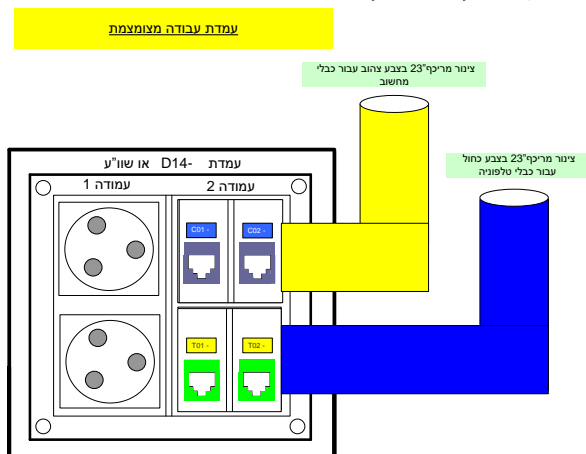 עמדת עבודה מצומצמת
צינור מריכף"23 בצבע צהוב עבור כבלי
מחשוב
צינור מריכף"23 בצבע כחול
עבור כבלי טלפוניה
עמדת -D14 או שוו"ע
עמודה 1
עמודה 2
C01 -
C02 -
T01 -
T02 -